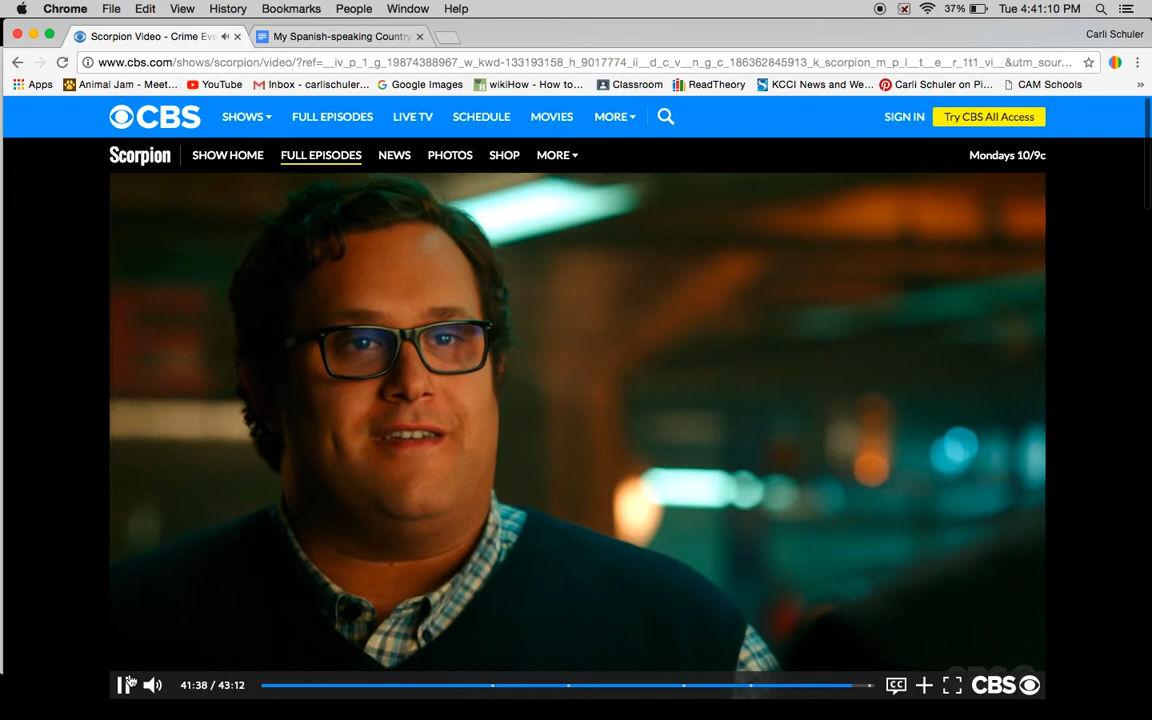 Chrome File Edit View History Bookmarks People Window Help 37% Tue 4:41:10 PM
Scorpion Video - Crime Eve My Spanish-speaking Country Carli Schuler
www.cbs.com/shows/scorpion/video/?ref=__iv_p_1_g_19874388967_w_kwd-133193158_h_9017774_ii__d_c_v__n_g_c_186362845913_k_scorpion_m_p_l__t__e__r_1t1_vi__&utm_sour...
Apps Animal Jam - Meet... YouTube Inbox - carlischuler... Google Images wikiHow - How to... Classroom ReadTheory KCCI News and We... Carli Schuler on Pi... CAM Schools »
CBS SHOWS FULL EPISODES LIVE TV SCHEDULE MOVIES MORE SIGN IN Try CBS All Access
Scorpion SHOW HOME FULL EPISODES NEWS PHOTOS SHOP MORE Mondays 10/9c
41:38 / 43:12 CC CBS